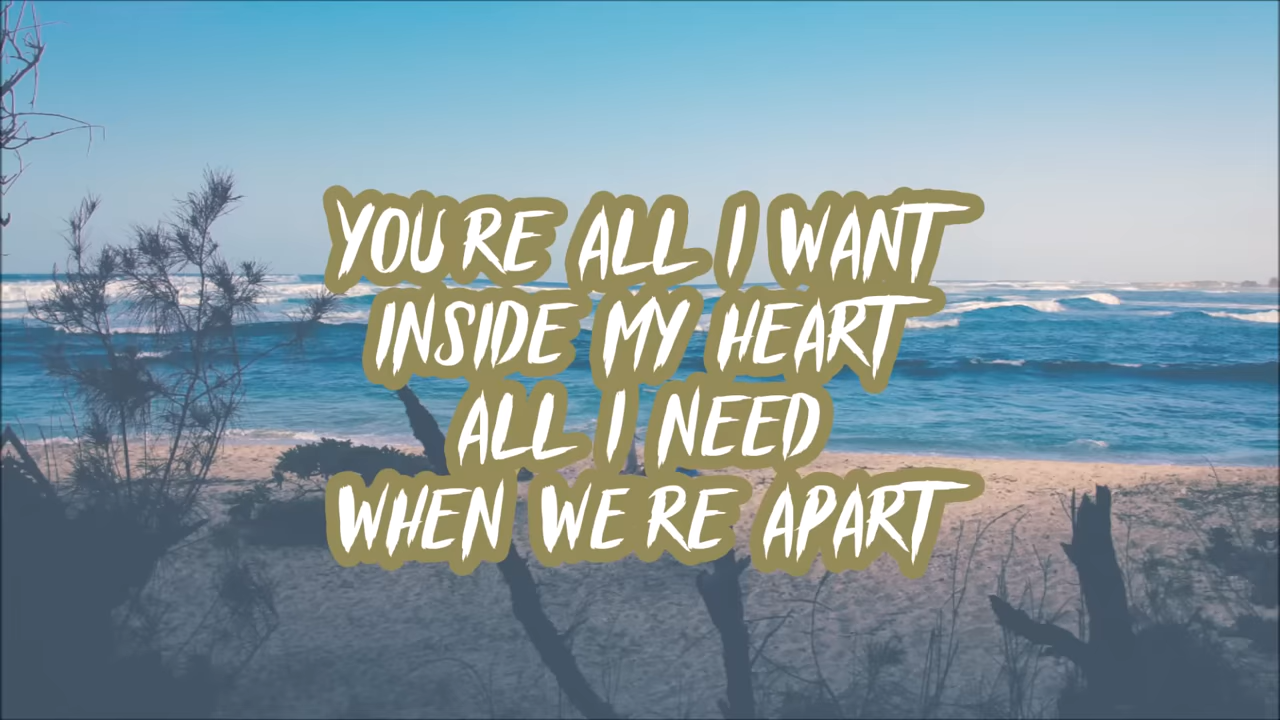 YOU'RE ALL I WANT
INSIDE MY HEART
ALL I NEED
WHEN WE'RE APART